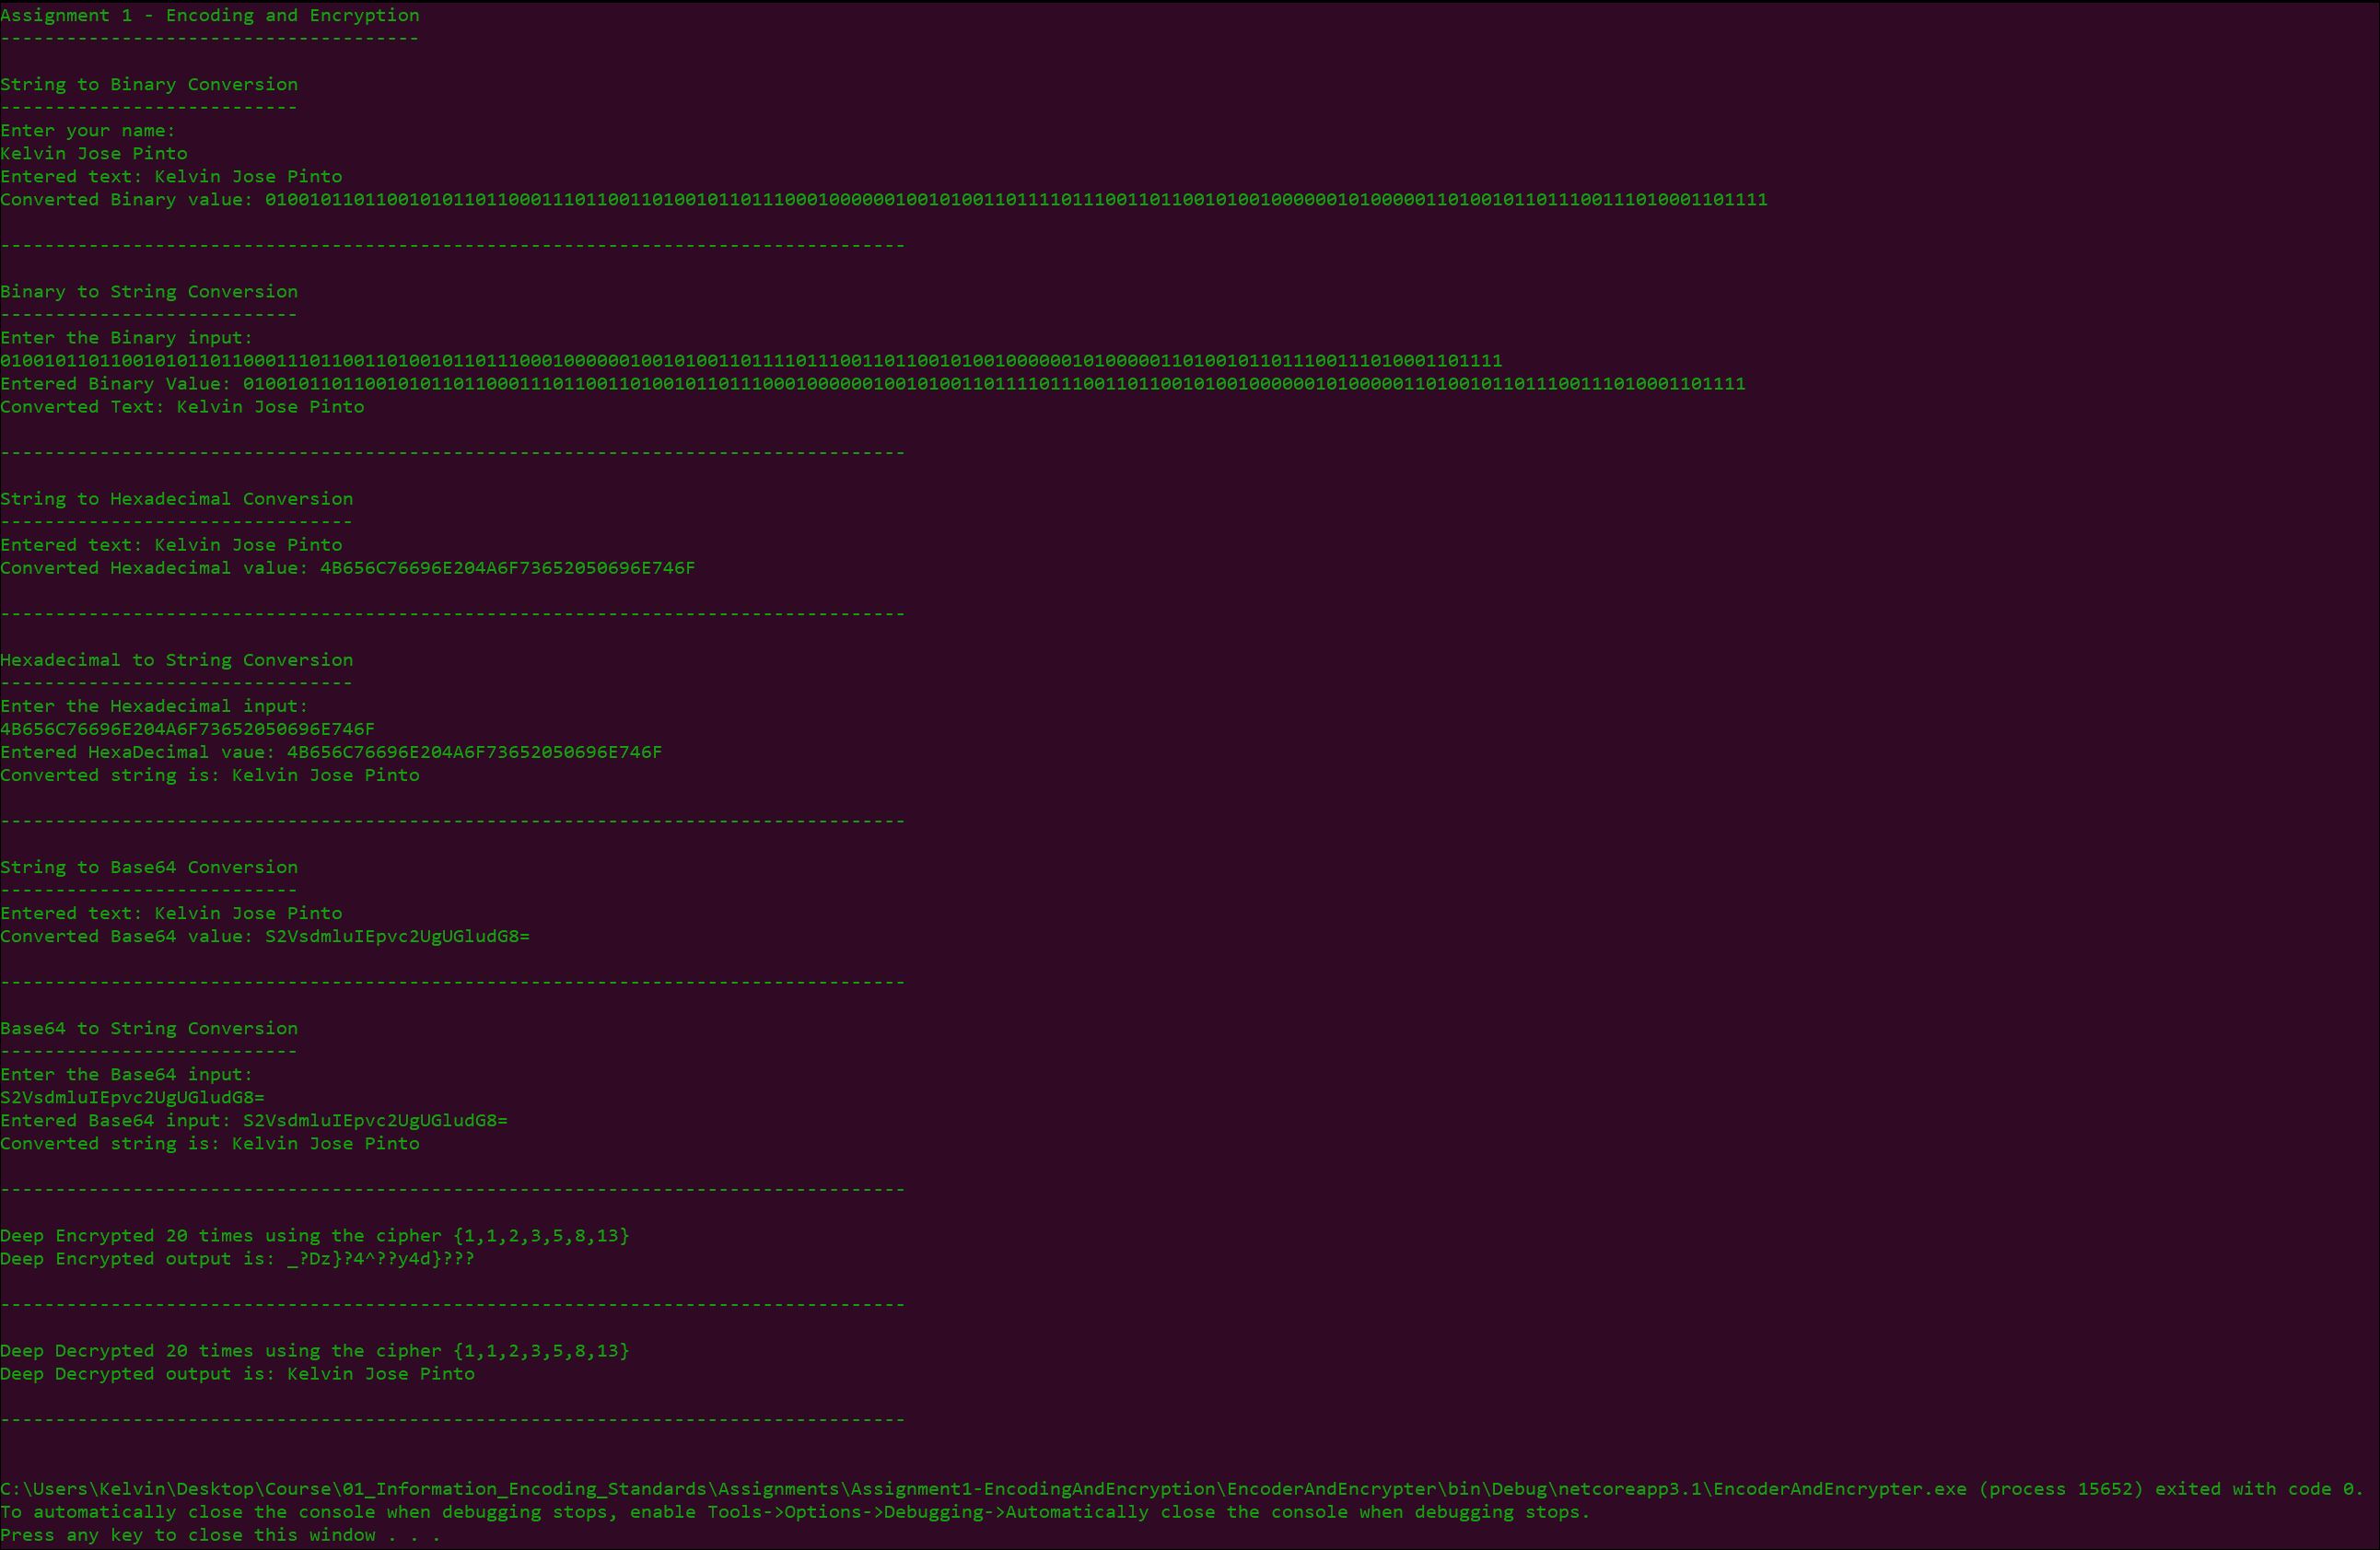 Assignment 1 - Encoding and Encryption
--------------------------------------
String to Binary Conversion
---------------------------
Enter your name:
Kelvin Jose Pinto
Entered text: Kelvin Jose Pinto
Converted Binary value: 0100101101100101011011000111011001101001011011100010000001001010011011110111001101100101001000000101000001101001011011100111010001101111
----------------------------------------------------------------------------------
Binary to String Conversion
---------------------------
Enter the Binary input:
0100101101100101011011000111011001101001011011100010000001001010011011110111001101100101001000000101000001101001011011100111010001101111
Entered Binary Value: 0100101101100101011011000111011001101001011011100010000001001010011011110111001101100101001000000101000001101001011011100111010001101111
Converted Text: Kelvin Jose Pinto
----------------------------------------------------------------------------------
String to Hexadecimal Conversion
--------------------------------
Entered text: Kelvin Jose Pinto
Converted Hexadecimal value: 4B656C76696E204A6F73652050696E746F
----------------------------------------------------------------------------------
Hexadecimal to String Conversion
--------------------------------
Enter the Hexadecimal input:
4B656C76696E204A6F73652050696E746F
Entered HexaDecimal vaue: 4B656C76696E204A6F73652050696E746F
Converted string is: Kelvin Jose Pinto
----------------------------------------------------------------------------------
String to Base64 Conversion
---------------------------
Entered text: Kelvin Jose Pinto
Converted Base64 value: S2VsdmluIEpvc2UgUGludG8=
----------------------------------------------------------------------------------
Base64 to String Conversion
---------------------------
Enter the Base64 input:
S2VsdmluIEpvc2UgUGludG8=
Entered Base64 input: S2VsdmluIEpvc2UgUGludG8=
Converted string is: Kelvin Jose Pinto
----------------------------------------------------------------------------------
Deep Encrypted 20 times using the cipher {1,1,2,3,5,8,13}
Deep Encrypted output is: _?Dz}?4^??y4d}???
----------------------------------------------------------------------------------
Deep Decrypted 20 times using the cipher {1,1,2,3,5,8,13}
Deep Decrypted output is: Kelvin Jose Pinto
----------------------------------------------------------------------------------
C:\Users\Kelvin\Desktop\Course\01_Information_Encoding_Standards\Assignments\Assignment1-EncodingAndEncryption\EncoderAndEncrypter\bin\Debug\netcoreapp3.1\EncoderAndEncrypter.exe (process 15652) exited with code 0.
To automatically close the console when debugging stops, enable Tools->Options->Debugging->Automatically close the console when debugging stops.
Press any key to close this window . . .